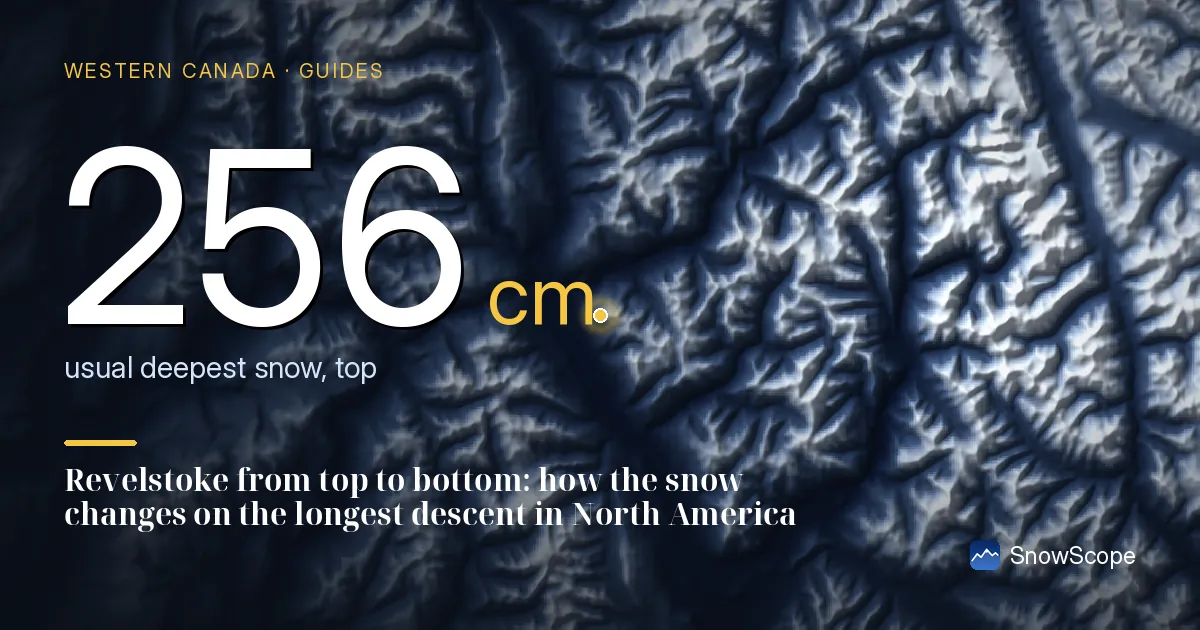 WESTERN CANADA · GUIDES
256 cm
usual deepest snow, top
Revelstoke from top to bottom: how the snow
changes on the longest descent in North America
SnowScope